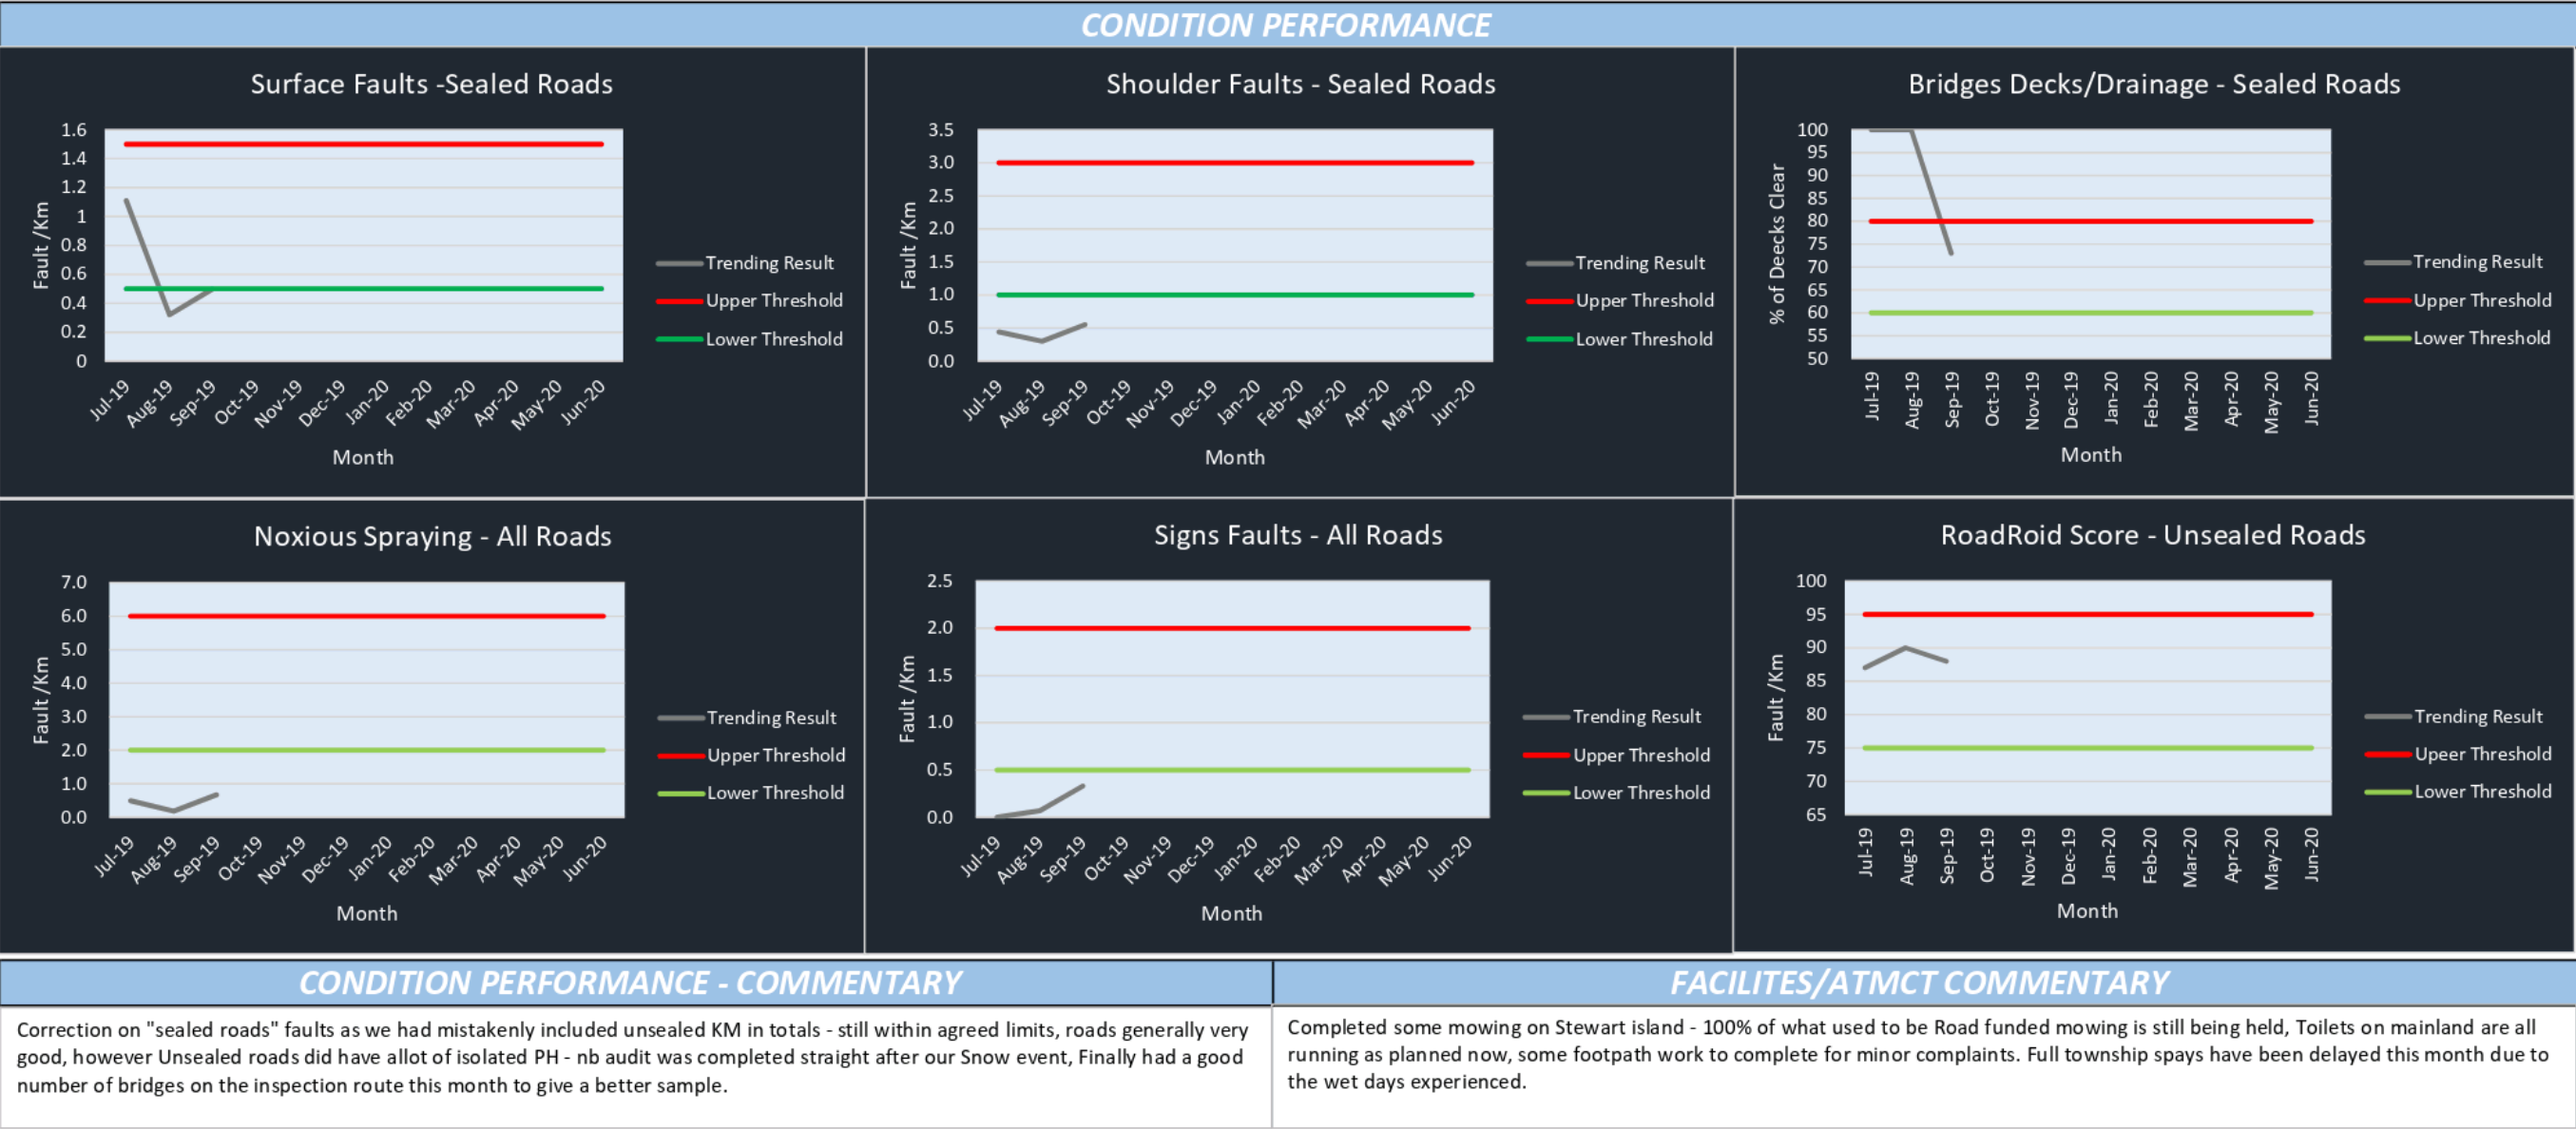 CONDITION PERFORMANCE
Surface Faults -Sealed Roads
1.6
1.4
1.2
1
0.8
0.6
0.4
0.2
0
Fault /Km
Jul-19
Aug-19
Sep-19
Oct-19
Nov-19
Dec-19
Jan-20
Feb-20
Mar-20
Apr-20
May-20
Jun-20
Month
Trending Result
Upper Threshold
Lower Threshold
Shoulder Faults - Sealed Roads
3.5
3.0
2.5
2.0
1.5
1.0
0.5
0.0
Fault /Km
Jul-19
Aug-19
Sep-19
Oct-19
Nov-19
Dec-19
Jan-20
Feb-20
Mar-20
Apr-20
May-20
Jun-20
Month
Trending Result
Upper Threshold
Lower Threshold
Bridges Decks/Drainage - Sealed Roads
100
95
90
85
80
75
70
65
60
55
50
% of Deecks Clear
Jul-19
Aug-19
Sep-19
Oct-19
Nov-19
Dec-19
Jan-20
Feb-20
Mar-20
Apr-20
May-20
Jun-20
Month
Trending Result
Upper Threshold
Lower Threshold
Noxious Spraying - All Roads
7.0
6.0
5.0
4.0
3.0
2.0
1.0
0.0
Fault /Km
Jul-19
Aug-19
Sep-19
Oct-19
Nov-19
Dec-19
Jan-20
Feb-20
Mar-20
Apr-20
May-20
Jun-20
Month
Trending Result
Upper Threshold
Lower Threshold
Signs Faults - All Roads
2.5
2.0
1.5
1.0
0.5
0.0
Fault /Km
Jul-19
Aug-19
Sep-19
Oct-19
Nov-19
Dec-19
Jan-20
Feb-20
Mar-20
Apr-20
May-20
Jun-20
Month
Trending Result
Upper Threshold
Lower Threshold
RoadRoid Score - Unsealed Roads
100
95
90
85
80
75
70
65
Fault /Km
Jul-19
Aug-19
Sep-19
Oct-19
Nov-19
Dec-19
Jan-20
Feb-20
Mar-20
Apr-20
May-20
Jun-20
Month
Trending Result
Upeer Threshold
Lower Threshold
CONDITION PERFORMANCE - COMMENTARY
Correction on "sealed roads" faults as we had mistakenly included unsealed KM in totals - still within agreed limits, roads generally very
good, however Unsealed roads did have allot of isolated PH - nb audit was completed straight after our Snow event, Finally had a good
number of bridges on the inspection route this month to give a better sample.
FACILITES/ATMCT COMMENTARY
Completed some mowing on Stewart island - 100% of what used to be Road funded mowing is still being held, Toilets on mainland are all
running as planned now, some footpath work to complete for minor complaints. Full township spays have been delayed this month due to
the wet days experienced.